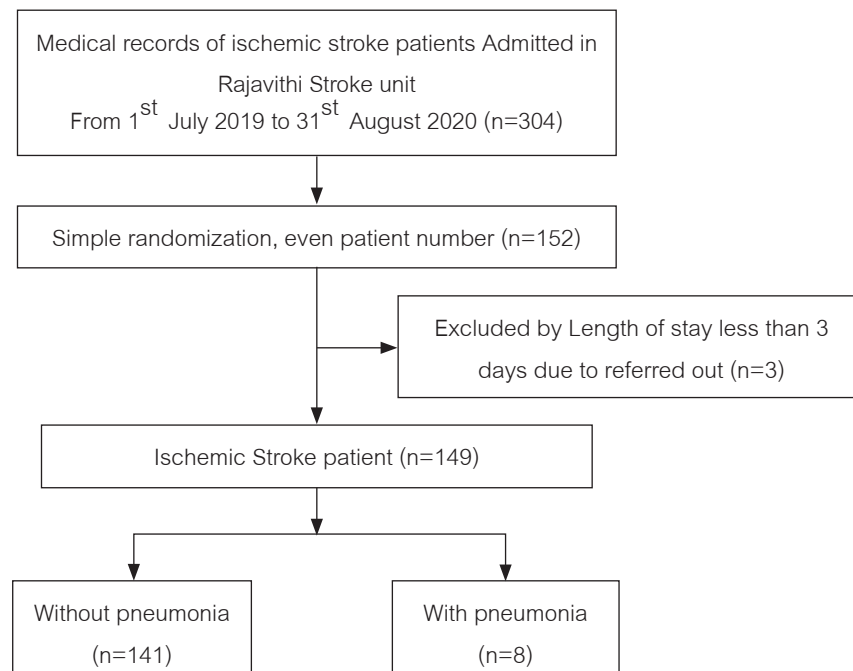 Medical records of ischemic stroke patients Admitted in
Rajavithi Stroke unit
From 1st July 2019 to 31st August 2020 (n=304)
Simple randomization, even patient number (n=152)
Excluded by Length of stay less than 3
days due to referred out (n=3)
Ischemic Stroke patient (n=149)
Without pneumonia
(n=141)
With pneumonia
(n=8)